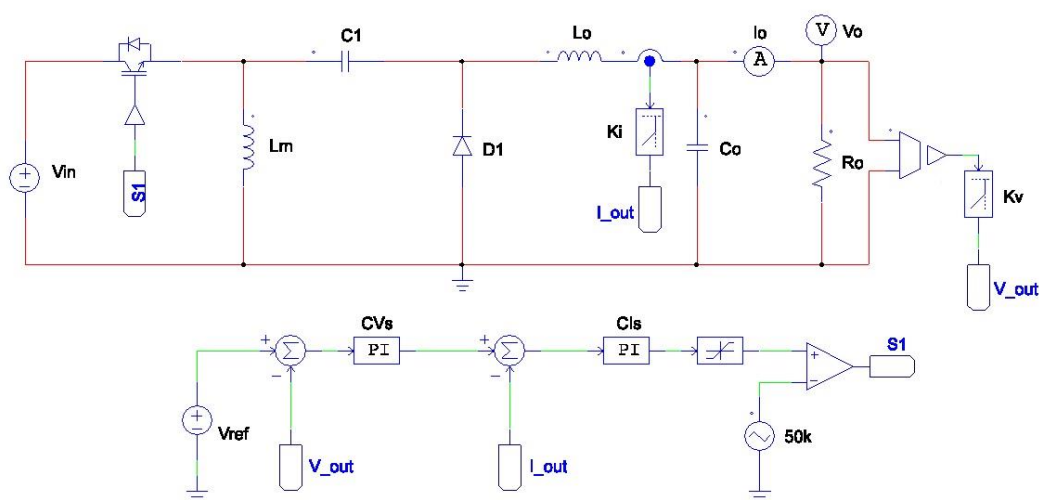 C1
Lo
Io
V
Vo
A
Vin
S1
Lm
D1
Ki
Co
Ro
Kv
I_out
V_out
CVs
CIs
+
Σ
PI
+
Σ
PI
+
S1
−
−
−
+
−
Vref
V_out
I_out
50k